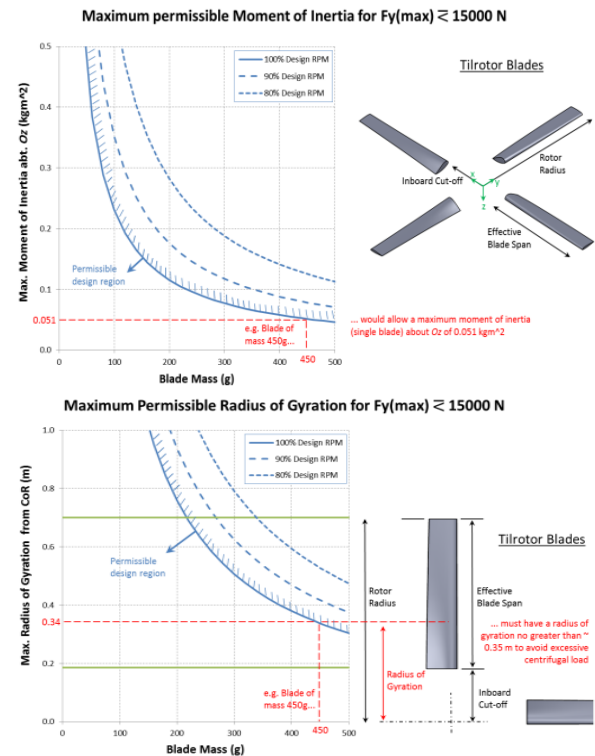 Maximum permissible Moment of Inertia for Fy(max) ≷ 15000 N
Max. Moment of Inertia abt. Oz (kgm^2)
0.5
0.4
0.3
0.2
0.1
0.051
0.0
100% Design RPM
90% Design RPM
80% Design RPM
Permissible
design region
e.g. Blade of
mass 450g...
450
0
100
200
300
400
500
Blade Mass (g)
Tilrotor Blades
Inboard Cut-off
Rotor
Radius
x
y
z
Effective
Blade Span
... would allow a maximum moment of inertia
(single blade) about Oz of 0.051 kgm^2
Maximum Permissible Radius of Gyration for Fy(max) ≷ 15000 N
Max. Radius of Gyration from CoR (m)
1.0
0.8
0.6
0.4
0.34
0.2
0.0
100% Design RPM
90% Design RPM
80% Design RPM
Permissible
design region
e.g. Blade of
mass 450g...
450
0
100
200
300
400
500
Blade Mass (g)
Rotor
Radius
Radius of
Gyration
Tilrotor Blades
Effective
Blade Span
... must have a radius of
gyration no greater than ~
0.35 m to avoid excessive
centrifugal load
Inboard
Cut-off